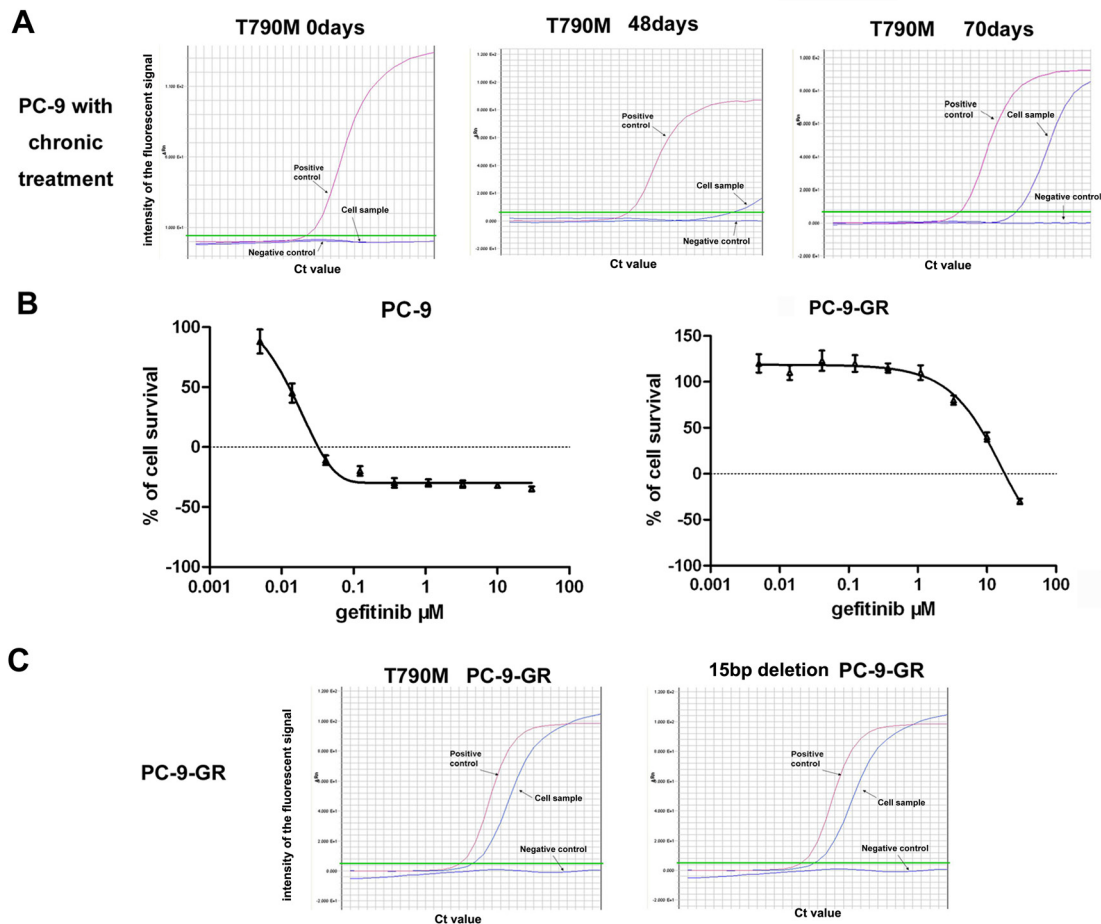 A
T790M 0days
T790M 48days
T790M 70days
PC-9 with
chronic
treatment
intensity of the fluorescent signal
Positive
control
Cell sample
Negative control
Ct value
Positive
control
Cell sample
Negative control
Ct value
Positive
control
Cell sample
Negative control
Ct value
B
PC-9
% of cell survival
100
50
0
-50
-100
0.001 0.01 0.1 1 10 100
gefitinib µM
PC-9-GR
% of cell survival
150
100
50
0
-50
-100
0.001 0.01 0.1 1 10 100
gefitinib µM
C
T790M PC-9-GR
15bp deletion PC-9-GR
PC-9-GR
intensity of the fluorescent signal
Positive
control
Cell sample
Negative control
Ct value
Positive
control
Cell sample
Negative control
Ct value